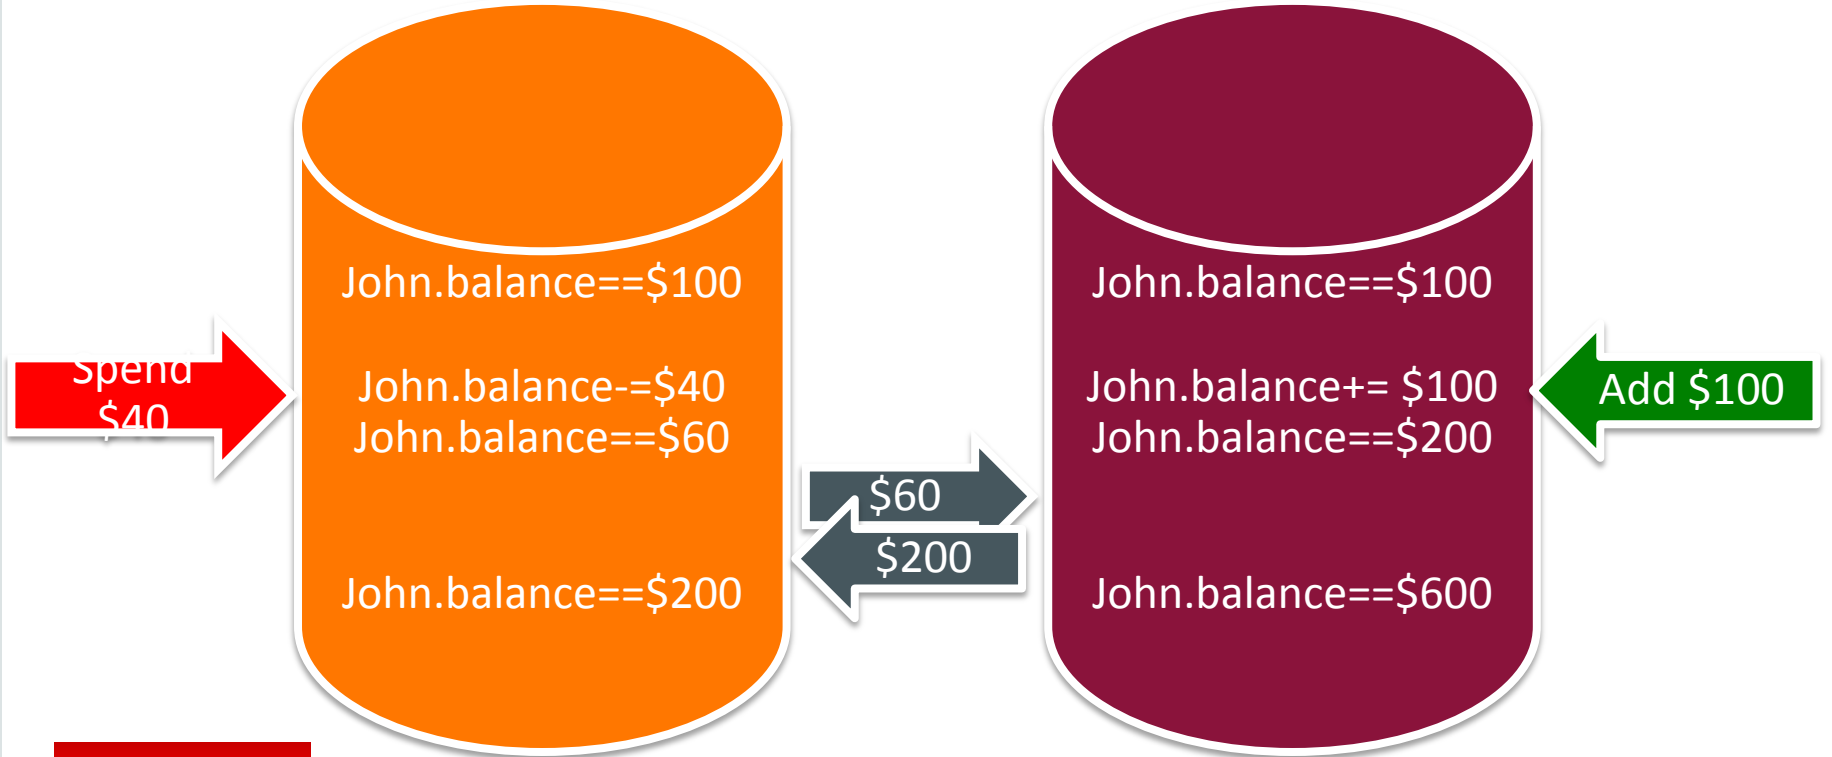 John.balance==$100
John.balance==$100
Spend
$40
John.balance-=$40
John.balance==$60
John.balance+= $100
John.balance==$200
Add $100
$60
$200
John.balance==$200
John.balance==$600